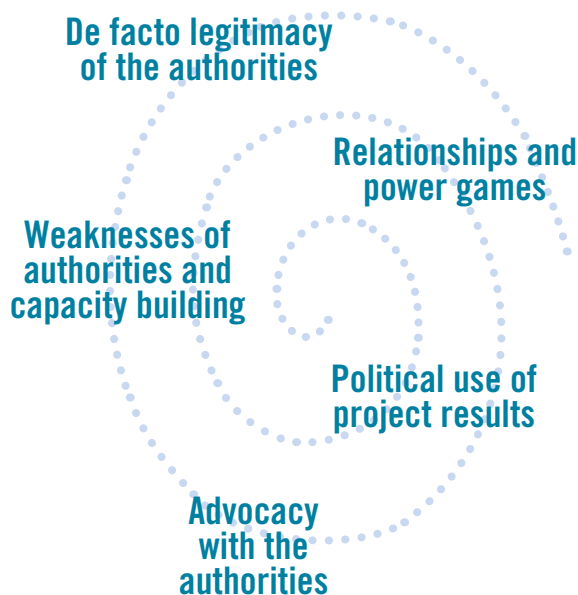 De facto legitimacy
of the authorities
Relationships and
power games
Weaknesses of
authorities and
capacity building
Political use of
project results
Advocacy
with the
authorities